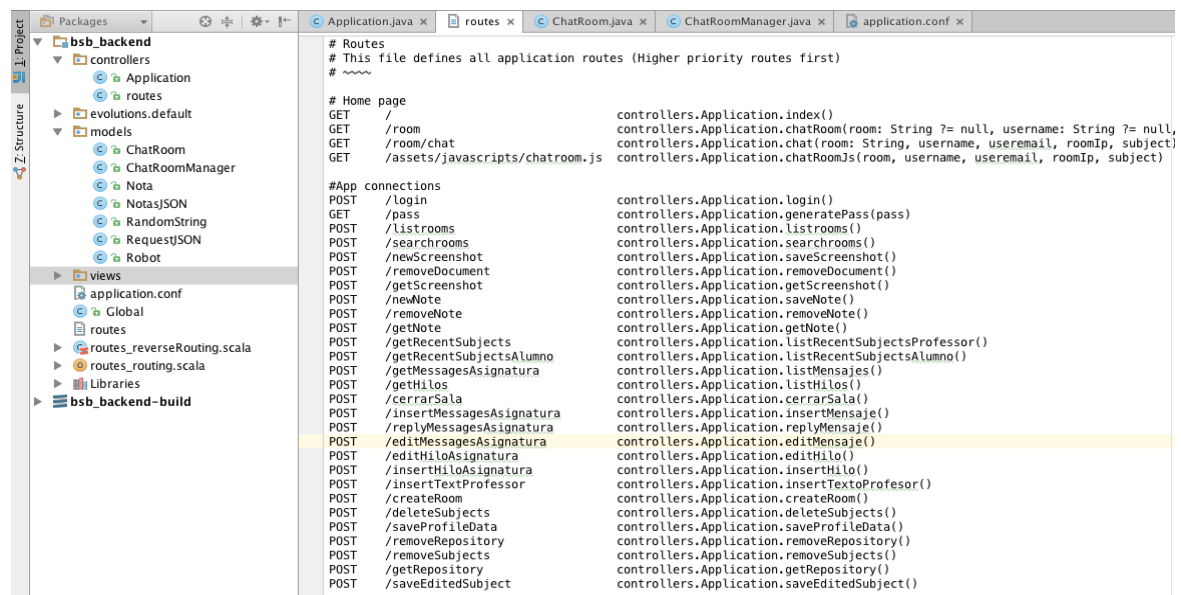 1: Project
Z: Structure
Packages
bsb_backend
controllers
Application
routes
evolutions.default
models
ChatRoom
ChatRoomManager
Nota
NotasJSON
RandomString
RequestJSON
Robot
views
application.conf
Global
routes
routes_reverseRouting.scala
routes_routing.scala
Libraries
bsb_backend-build
Application.java routes ChatRoom.java ChatRoomManager.java application.conf
# Routes
# This file defines all application routes (Higher priority routes first)
# ~~~~
# Home page
GET / controllers.Application.index()
GET /room controllers.Application.chatRoom(room: String ?= null, username: String ?= null,
GET /room/chat controllers.Application.chat(room: String, username, useremail, roomIp, subject)
GET /assets/javascripts/chatroom.js controllers.Application.chatRoomJs(room, username, useremail, roomIp, subject)
#App connections
POST /login controllers.Application.login()
GET /pass controllers.Application.generatePass(pass)
POST /listrooms controllers.Application.listrooms()
POST /searchrooms controllers.Application.searchrooms()
POST /newScreenshot controllers.Application.saveScreenshot()
POST /removeDocument controllers.Application.removeDocument()
POST /getScreenshot controllers.Application.getScreenshot()
POST /newNote controllers.Application.saveNote()
POST /removeNote controllers.Application.removeNote()
POST /getNote controllers.Application.getNote()
POST /getRecentSubjects controllers.Application.listRecentSubjectsProfessor()
POST /getRecentSubjectsAlumno controllers.Application.listRecentSubjectsAlumno()
POST /getMessagesAsignatura controllers.Application.listMensajes()
POST /getHilos controllers.Application.listHilos()
POST /cerrarSala controllers.Application.cerrarSala()
POST /insertMessagesAsignatura controllers.Application.insertMensaje()
POST /replyMessagesAsignatura controllers.Application.replyMensaje()
POST /editMessagesAsignatura controllers.Application.editMensaje()
POST /editHiloAsignatura controllers.Application.editHilo()
POST /insertHiloAsignatura controllers.Application.insertHilo()
POST /insertTextProfessor controllers.Application.insertTextoProfesor()
POST /createRoom controllers.Application.createRoom()
POST /deleteSubjects controllers.Application.deleteSubjects()
POST /saveProfileData controllers.Application.saveProfileData()
POST /removeRepository controllers.Application.removeRepository()
POST /removeSubjects controllers.Application.removeSubjects()
POST /getRepository controllers.Application.getRepository()
POST /saveEditedSubject controllers.Application.saveEditedSubject()